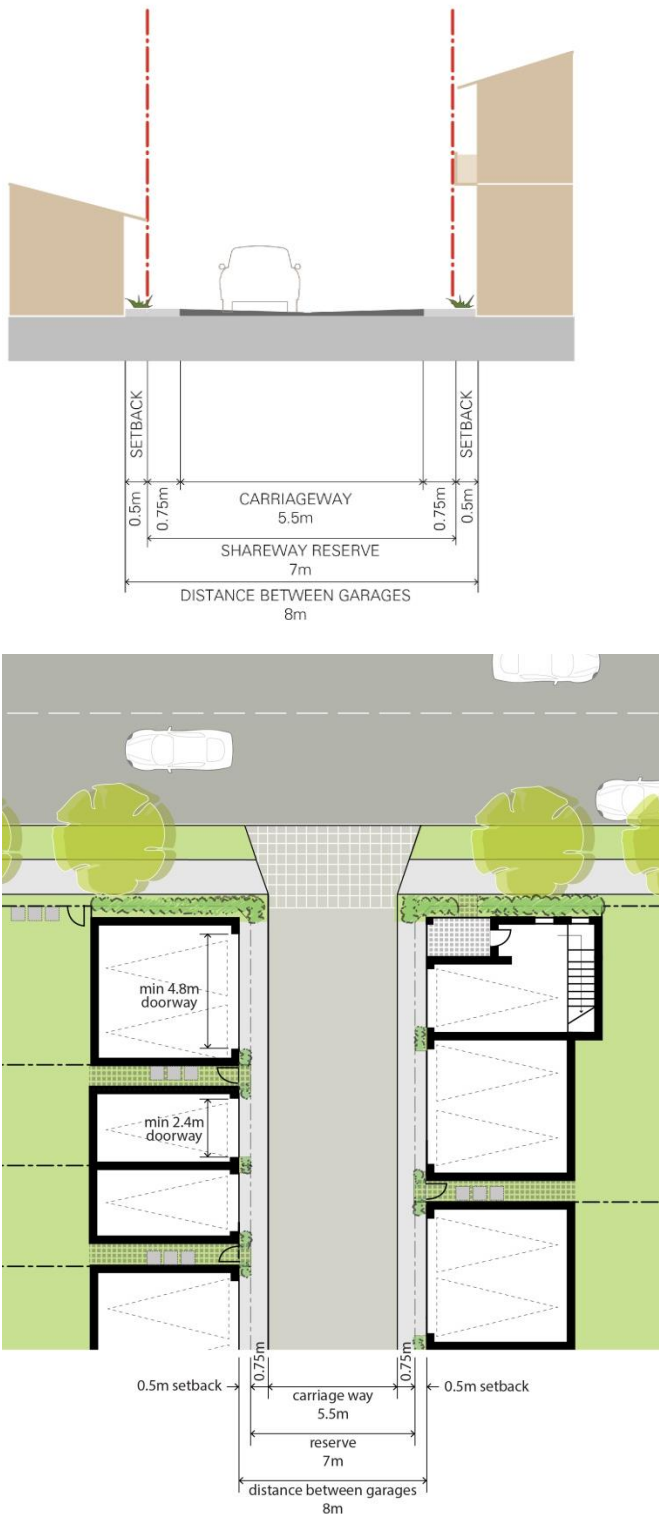 SETBACK
SETBACK
0.5m
0.75m
CARRIAGEWAY
5.5m
0.75m
0.5m
SHAREWAY RESERVE
7m
DISTANCE BETWEEN GARAGES
8m
min 4.8m
doorway
min 2.4m
doorway
0.75m
0.75m
0.5m setback
carriage way
5.5m
0.5m setback
reserve
7m
distance between garages
8m